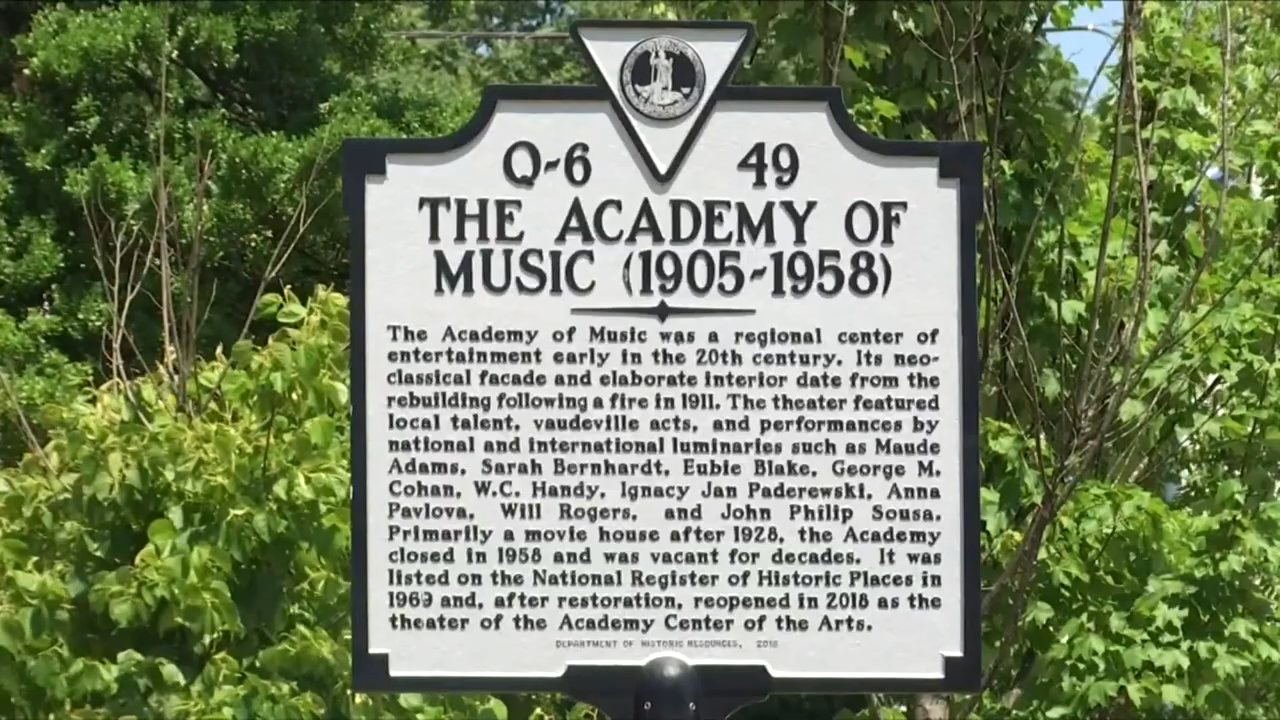 Q-6 49
THE ACADEMY OF
MUSIC (1905-1958)
The Academy of Music was a regional center of
entertainment early in the 20th century. Its neo-
classical facade and elaborate interior date from the
rebuilding following a fire in 1911. The theater featured
local talent, vaudeville acts, and performances by
national and international luminaries such as Maude
Adams, Sarah Bernhardt, Eubie Blake, George M.
Cohan, W.C. Handy, Ignacy Jan Paderewski, Anna
Pavlova, Will Rogers, and John Philip Sousa.
Primarily a movie house after 1928, the Academy
closed in 1958 and was vacant for decades. It was
listed on the National Register of Historic Places in
1969 and, after restoration, reopened in 2018 as the
theater of the Academy Center of the Arts.
DEPARTMENT OF HISTORIC RESOURCES, 2018